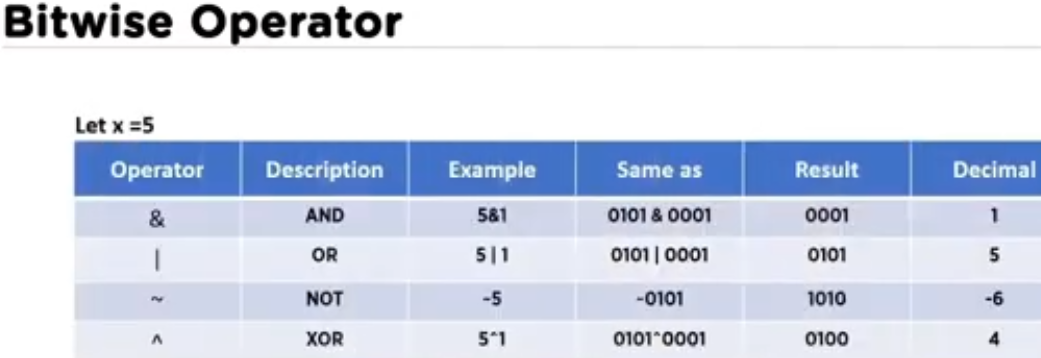 Bitwise Operator
Let x =5
Operator Description Example Same as Result Decimal
& AND 5&1 0101 & 0001 0001 1
| OR 5 | 1 0101 | 0001 0101 5
~ NOT ~5 ~0101 1010 -6
^ XOR 5^1 0101^0001 0100 4